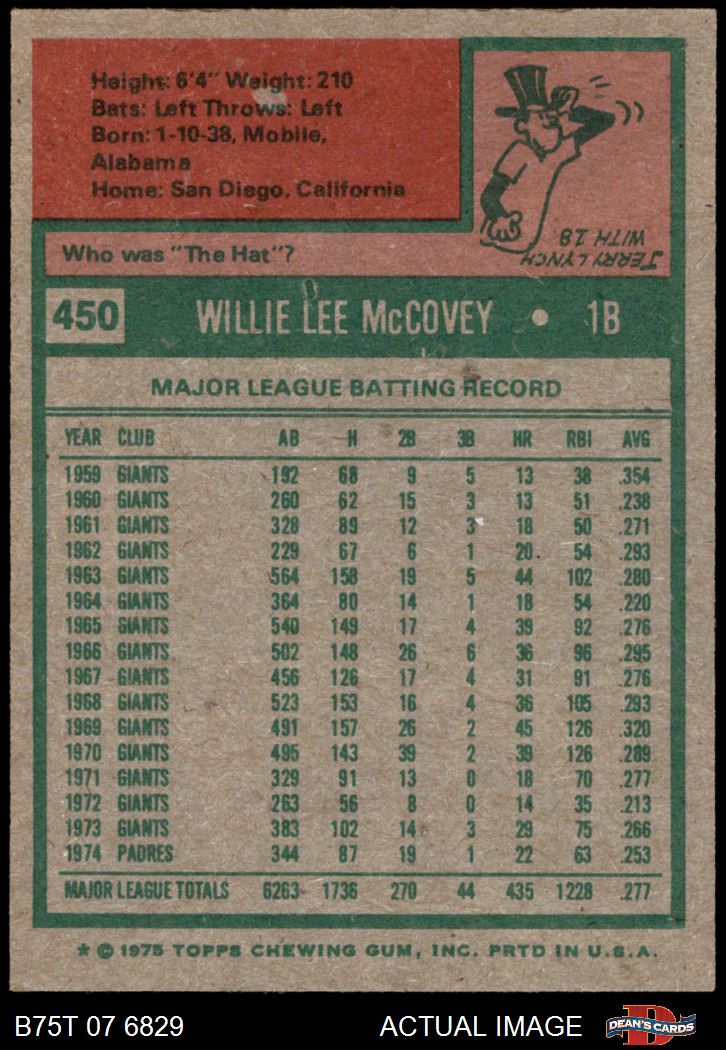 Height: 6'4" Weight: 210
Bats: Left Throws: Left
Born: 1-10-38, Mobile,
Alabama
Home: San Diego, California
Who was "The Hat"?
JERRY LYNCH
WITH 18
450 WILLIE LEE McCOVEY • 1B
MAJOR LEAGUE BATTING RECORD
YEAR CLUB AB H 2B 3B HR RBI AVG
1959 GIANTS 192 68 9 5 13 38 .354
1960 GIANTS 260 62 15 3 13 51 .238
1961 GIANTS 328 89 12 3 18 50 .271
1962 GIANTS 229 67 6 1 20 54 .293
1963 GIANTS 564 158 19 5 44 102 .280
1964 GIANTS 364 80 14 1 18 54 .220
1965 GIANTS 540 149 17 4 39 92 .276
1966 GIANTS 502 148 26 6 36 96 .295
1967 GIANTS 456 126 17 4 31 91 .276
1968 GIANTS 523 153 16 4 36 105 .293
1969 GIANTS 491 157 26 2 45 126 .320
1970 GIANTS 495 143 39 2 39 126 .289
1971 GIANTS 329 91 13 0 18 70 .277
1972 GIANTS 263 56 8 0 14 35 .213
1973 GIANTS 383 102 14 3 29 75 .266
1974 PADRES 344 87 19 1 22 63 .253
MAJOR LEAGUE TOTALS 6263 1736 270 44 435 1228 .277
* © 1975 TOPPS CHEWING GUM, INC. PRTD IN U.S.A.
B75T 07 6829 ACTUAL IMAGE D DEAN'S CARDS